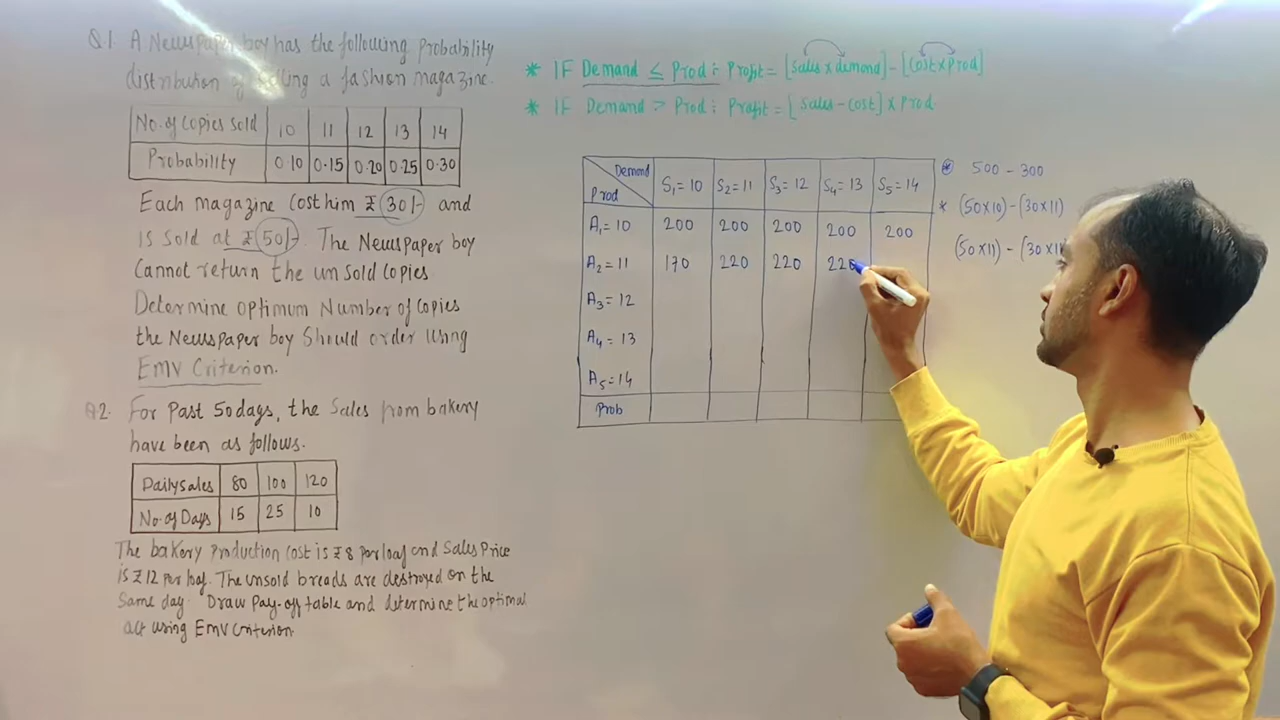 Q.1 A Newspaper boy has the following Probability
distribution of selling a fashion magazine.
No. of Copies Sold 10 11 12 13 14
Probability 0.10 0.15 0.20 0.25 0.30
Each magazine Cost him ₹ 30/- and
is Sold at ₹ 50/- The Newspaper boy
Cannot return the unsold Copies
Determine optimum Number of Copies
the Newspaper boy Should order Using
EMV Criterion.
Q2. For Past 50 days, the Sales from bakery
have been as follows.
Daily Sales 80 100 120
No. of Days 15 25 10
The bakery Production Cost is ₹ 8 Per loaf and Sales Price
is ₹ 12 Per loaf. The unsold breads are destroyed on the
Same day. Draw Pay-off table and determine the optimal
act using Emv Criterion.
* IF Demand ≤ Prod : Profit = [Sales x demand] - [Cost x Prod]
* IF Demand > Prod : Profit = [Sales - Cost] x Prod
Demand
Prod
S₁ = 10 S₂ = 11 S₃ = 12 S₄ = 13 S₅ = 14
A₁ = 10 200 200 200 200 200
A₂ = 11 170 220 220 220
A₃ = 12
A₄ = 13
A₅ = 14
Prob
* 500 - 300
* (50x10) - (30x11)
(50x11) - (30x11